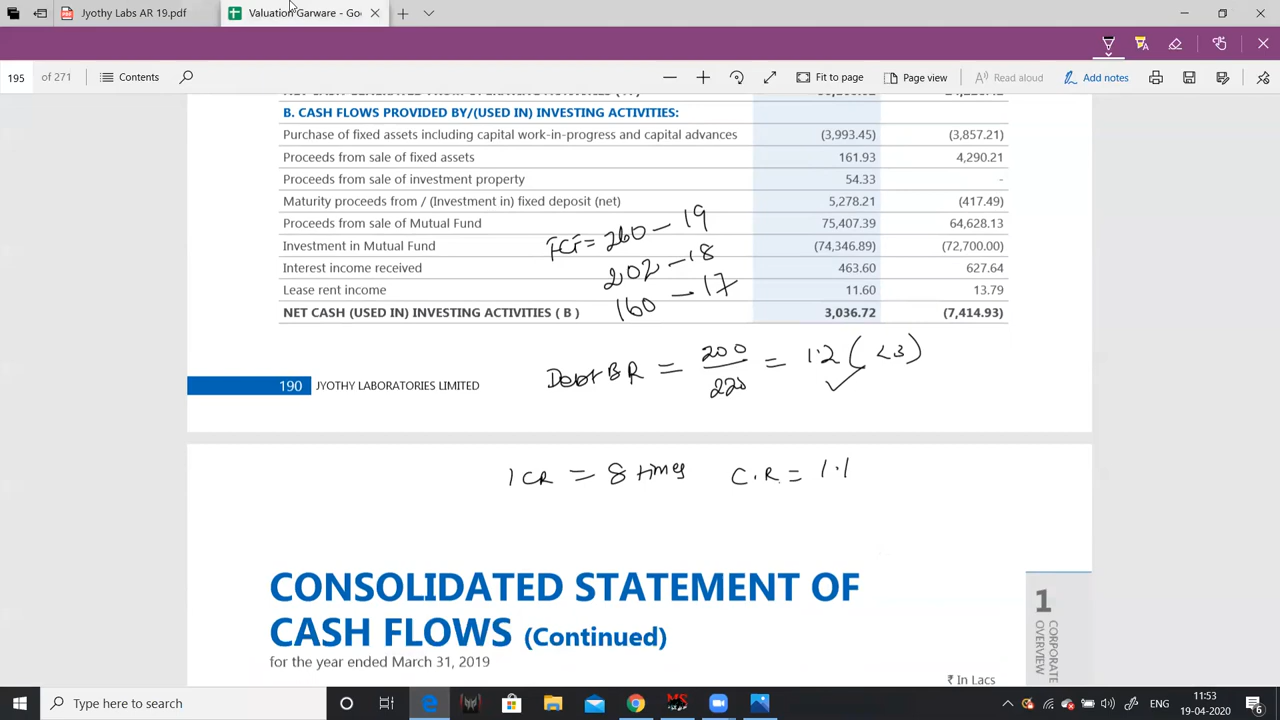 Jyothy Labs AR 19.pdf
Valuation Garware - Go
195 of 271 Contents Fit to page Page view Read aloud Add notes
B. CASH FLOWS PROVIDED BY/(USED IN) INVESTING ACTIVITIES:
Purchase of fixed assets including capital work-in-progress and capital advances (3,993.45) (3,857.21)
Proceeds from sale of fixed assets 161.93 4,290.21
Proceeds from sale of investment property 54.33 -
Maturity proceeds from / (Investment in) fixed deposit (net) 5,278.21 (417.49)
Proceeds from sale of Mutual Fund 75,407.39 64,628.13
Investment in Mutual Fund (74,346.89) (72,700.00)
Interest income received 463.60 627.64
Lease rent income 11.60 13.79
NET CASH (USED IN) INVESTING ACTIVITIES ( B ) 3,036.72 (7,414.93)
FCF = 260 - 19
202 - 18
160 - 17
Debt B R = 200/220 = 1.2 ( <3 )
190 JYOTHY LABORATORIES LIMITED
ICR = 8 times C.R = 1.1
CONSOLIDATED STATEMENT OF
CASH FLOWS (Continued)
for the year ended March 31, 2019
₹ In Lacs
1
CORPORATE
OVERVIEW
Type here to search
ENG
11:53
19-04-2020
6